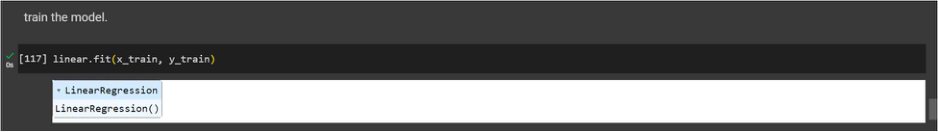 train the model.
[117] linear.fit(x_train, y_train)
0s
LinearRegression
LinearRegression()